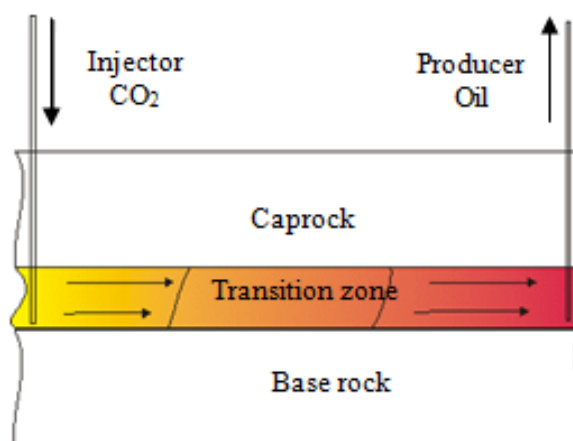 Injector
CO₂
Producer
Oil
Caprock
Transition zone
Base rock